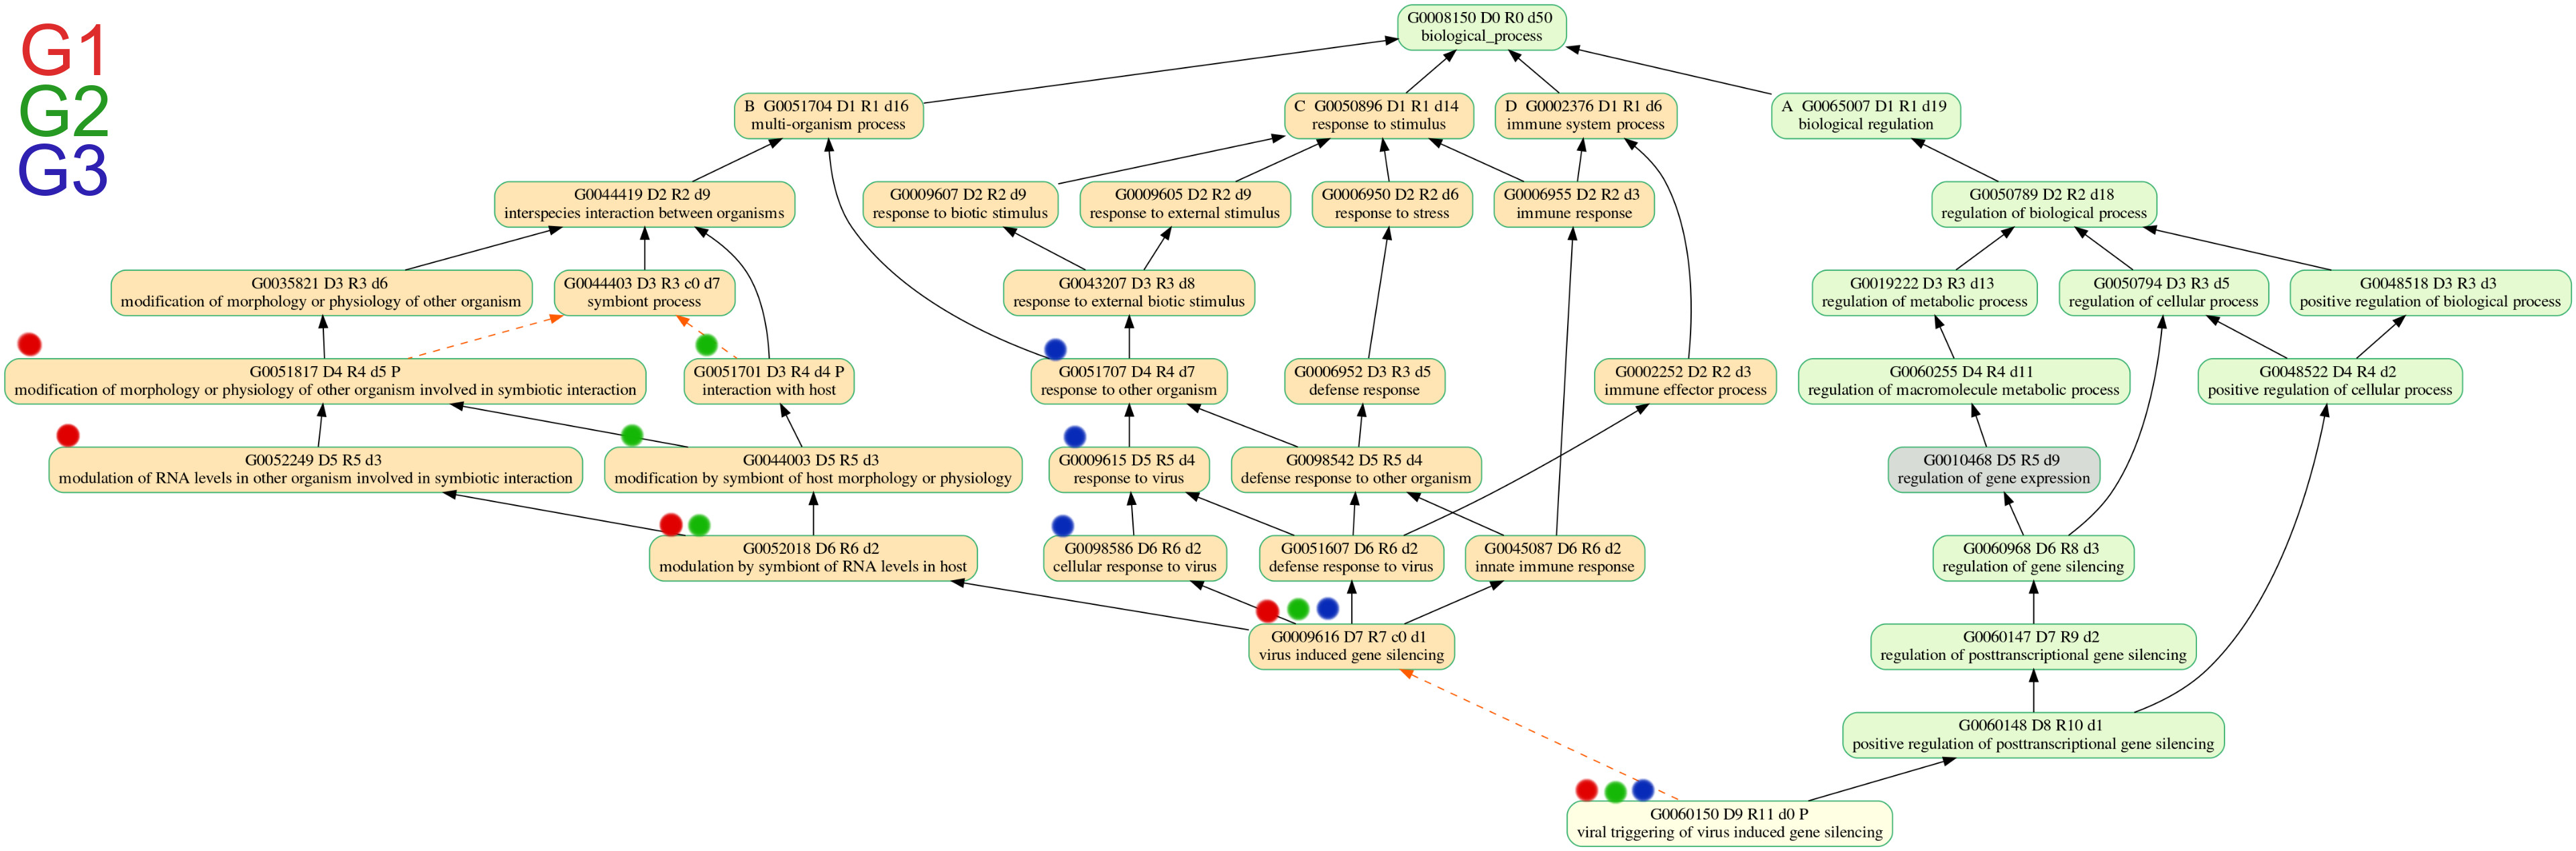 G1
G2
G3
G0008150 D0 R0 d50
biological_process
B G0051704 D1 R1 d16
multi-organism process
C G0050896 D1 R1 d14
response to stimulus
D G0002376 D1 R1 d6
immune system process
A G0065007 D1 R1 d19
biological regulation
G0044419 D2 R2 d9
interspecies interaction between organisms
G0009607 D2 R2 d9
response to biotic stimulus
G0009605 D2 R2 d9
response to external stimulus
G0006950 D2 R2 d6
response to stress
G0006955 D2 R2 d3
immune response
G0050789 D2 R2 d18
regulation of biological process
G0035821 D3 R3 d6
modification of morphology or physiology of other organism
G0044403 D3 R3 c0 d7
symbiont process
G0043207 D3 R3 d8
response to external biotic stimulus
G0019222 D3 R3 d13
regulation of metabolic process
G0050794 D3 R3 d5
regulation of cellular process
G0048518 D3 R3 d3
positive regulation of biological process
G0051817 D4 R4 d5 P
modification of morphology or physiology of other organism involved in symbiotic interaction
G0051701 D3 R4 d4 P
interaction with host
G0051707 D4 R4 d7
response to other organism
G0006952 D3 R3 d5
defense response
G0002252 D2 R2 d3
immune effector process
G0060255 D4 R4 d11
regulation of macromolecule metabolic process
G0048522 D4 R4 d2
positive regulation of cellular process
G0052249 D5 R5 d3
modulation of RNA levels in other organism involved in symbiotic interaction
G0044003 D5 R5 d3
modification by symbiont of host morphology or physiology
G0009615 D5 R5 d4
response to virus
G0098542 D5 R5 d4
defense response to other organism
G0010468 D5 R5 d9
regulation of gene expression
G0052018 D6 R6 d2
modulation by symbiont of RNA levels in host
G0098586 D6 R6 d2
cellular response to virus
G0051607 D6 R6 d2
defense response to virus
G0045087 D6 R6 d2
innate immune response
G0060968 D6 R8 d3
regulation of gene silencing
G0009616 D7 R7 c0 d1
virus induced gene silencing
G0060147 D7 R9 d2
regulation of posttranscriptional gene silencing
G0060148 D8 R10 d1
positive regulation of posttranscriptional gene silencing
G0060150 D9 R11 d0 P
viral triggering of virus induced gene silencing